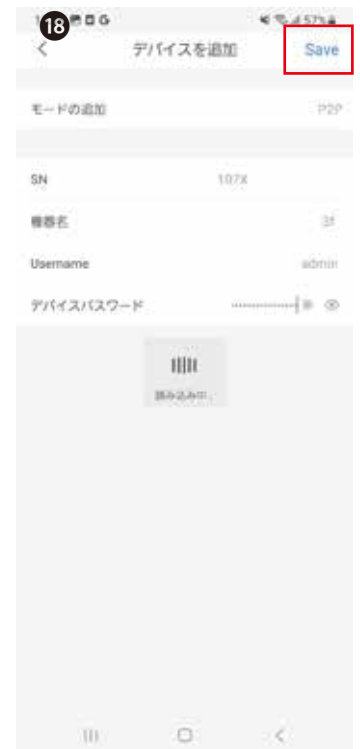 18
G 57%
デバイスを追加 Save
モードの追加 P2P
SN 107X
機器名 3f
Username admin
デバイスパスワード
読み込み中